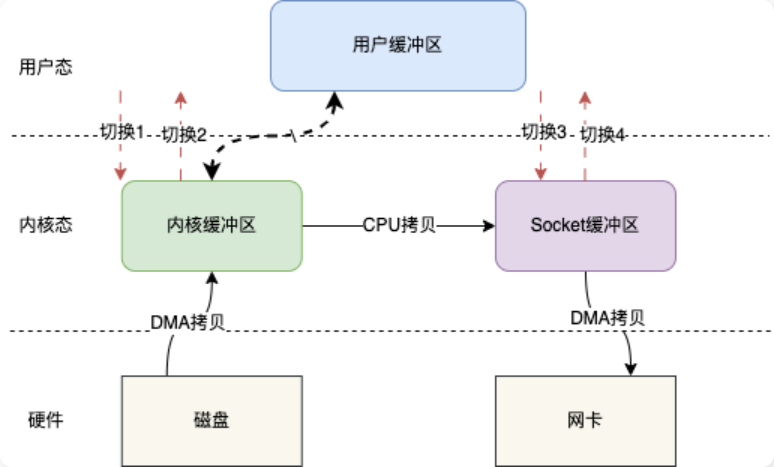 用户缓冲区
用户态
切换1
切换2
切换3
切换4
内核态
内核缓冲区
CPU拷贝
Socket缓冲区
DMA拷贝
DMA拷贝
硬件
磁盘
网卡